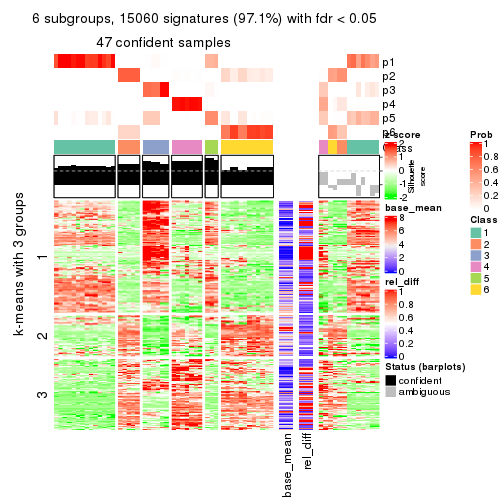 6 subgroups, 15060 signatures (97.1%) with fdr < 0.05
47 confident samples
p1
p2
p3
p4
p5
p6
Class
Silhouette
score
k-means with 3 groups
1
2
3
base_mean
rel_diff
z-score
2
1
0
-1
-2
base_mean
8
6
4
2
0
rel_diff
1
0.8
0.6
0.4
0.2
0
Status (barplots)
confident
ambiguous
Prob
1
0.8
0.6
0.4
0.2
0
Class
1
2
3
4
5
6